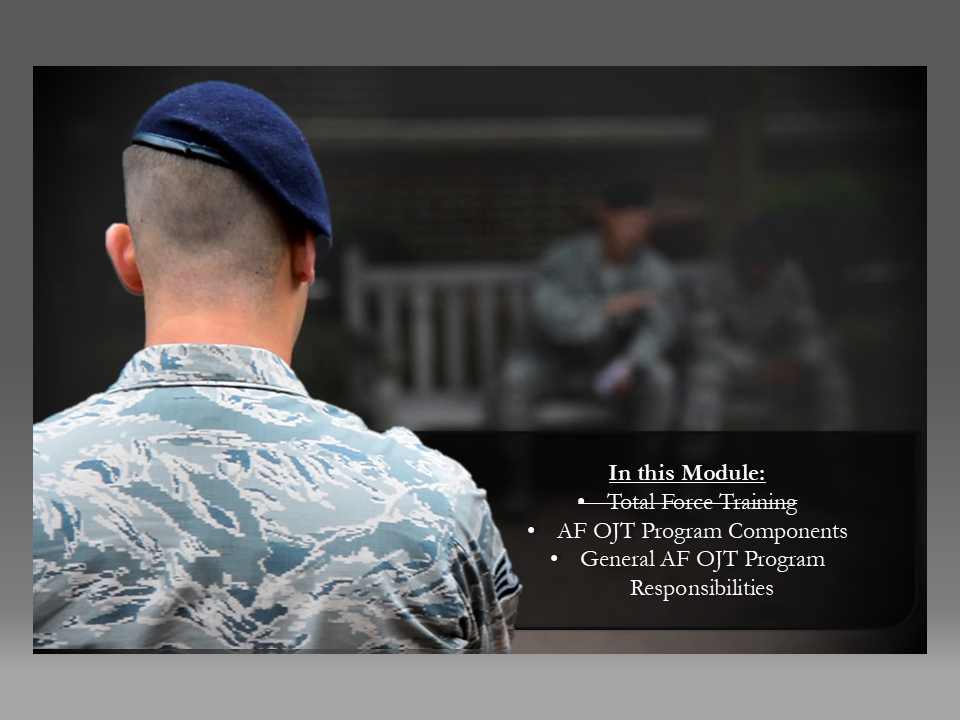 In this Module:
• Total Force Training
• AF OJT Program Components
• General AF OJT Program
Responsibilities